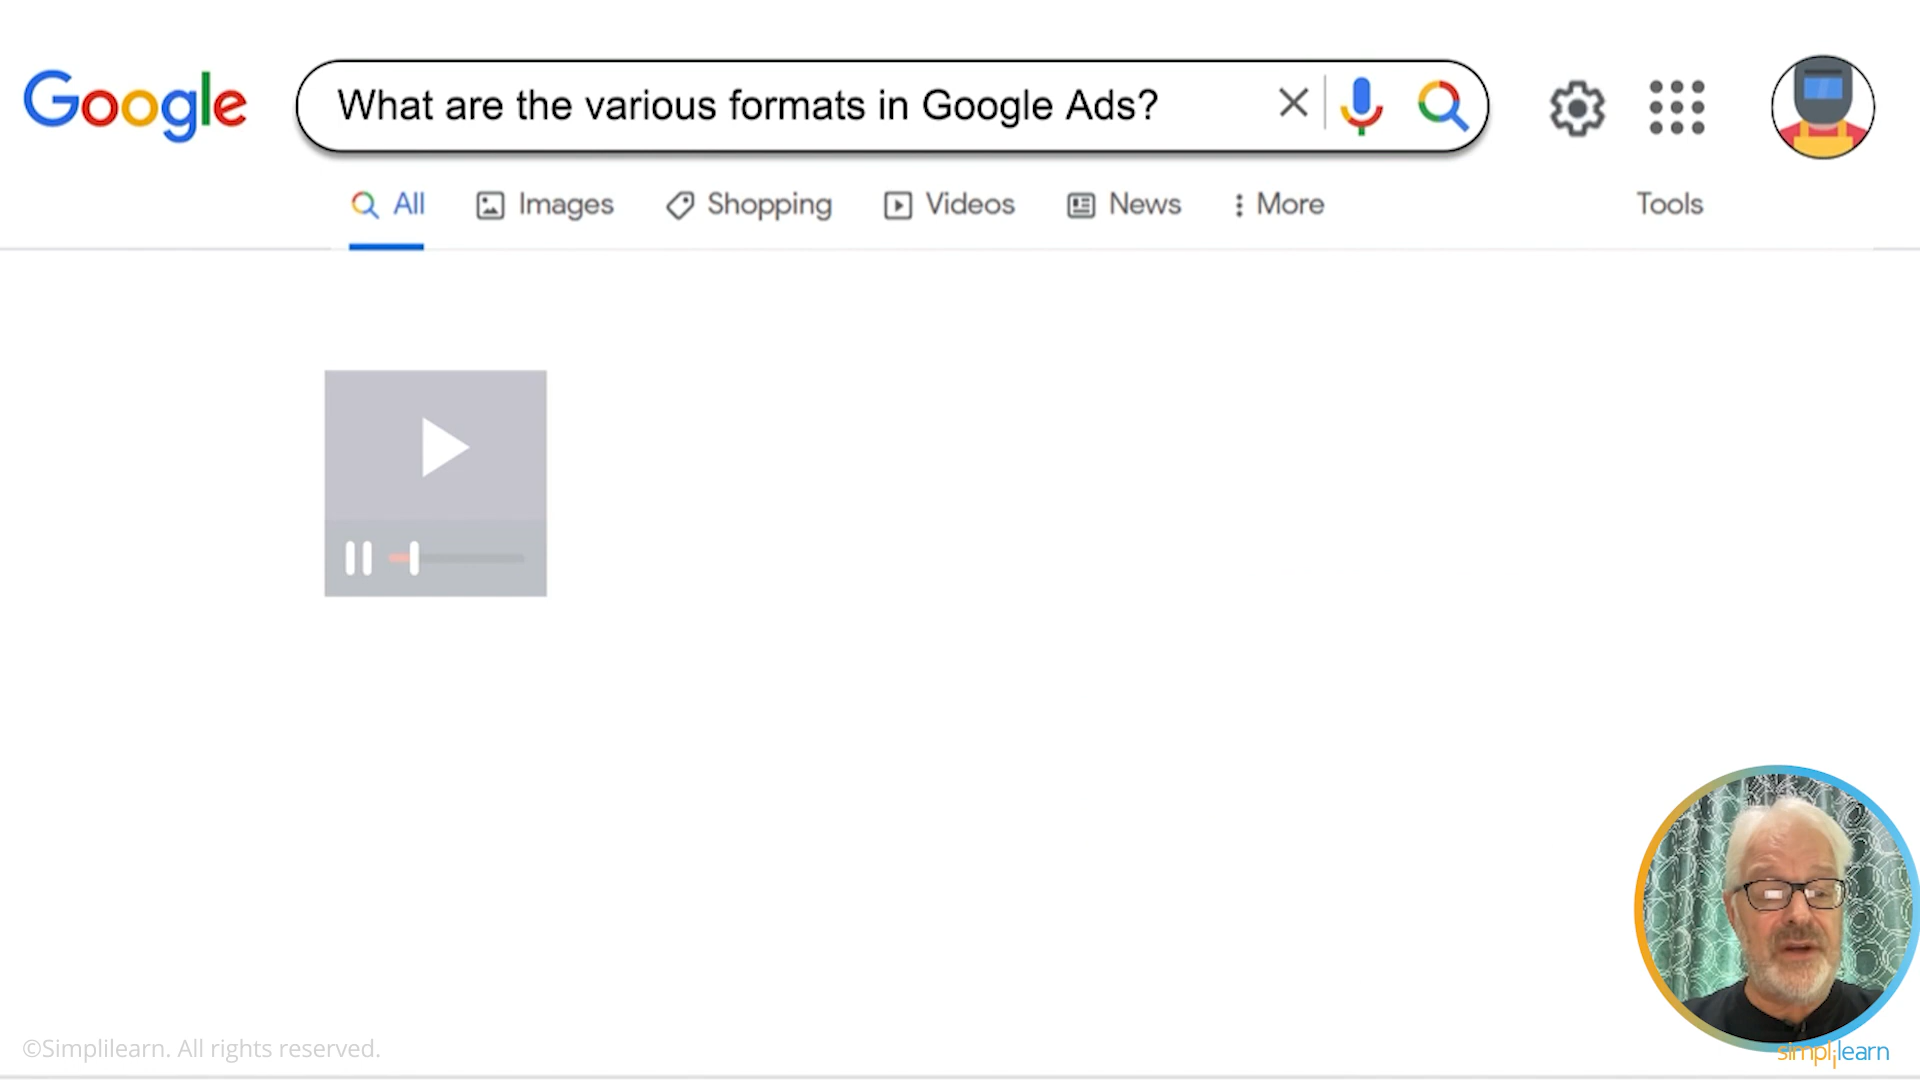 Google
What are the various formats in Google Ads?
All
Images
Shopping
Videos
News
More
Tools
©Simplilearn. All rights reserved.
simplilearn